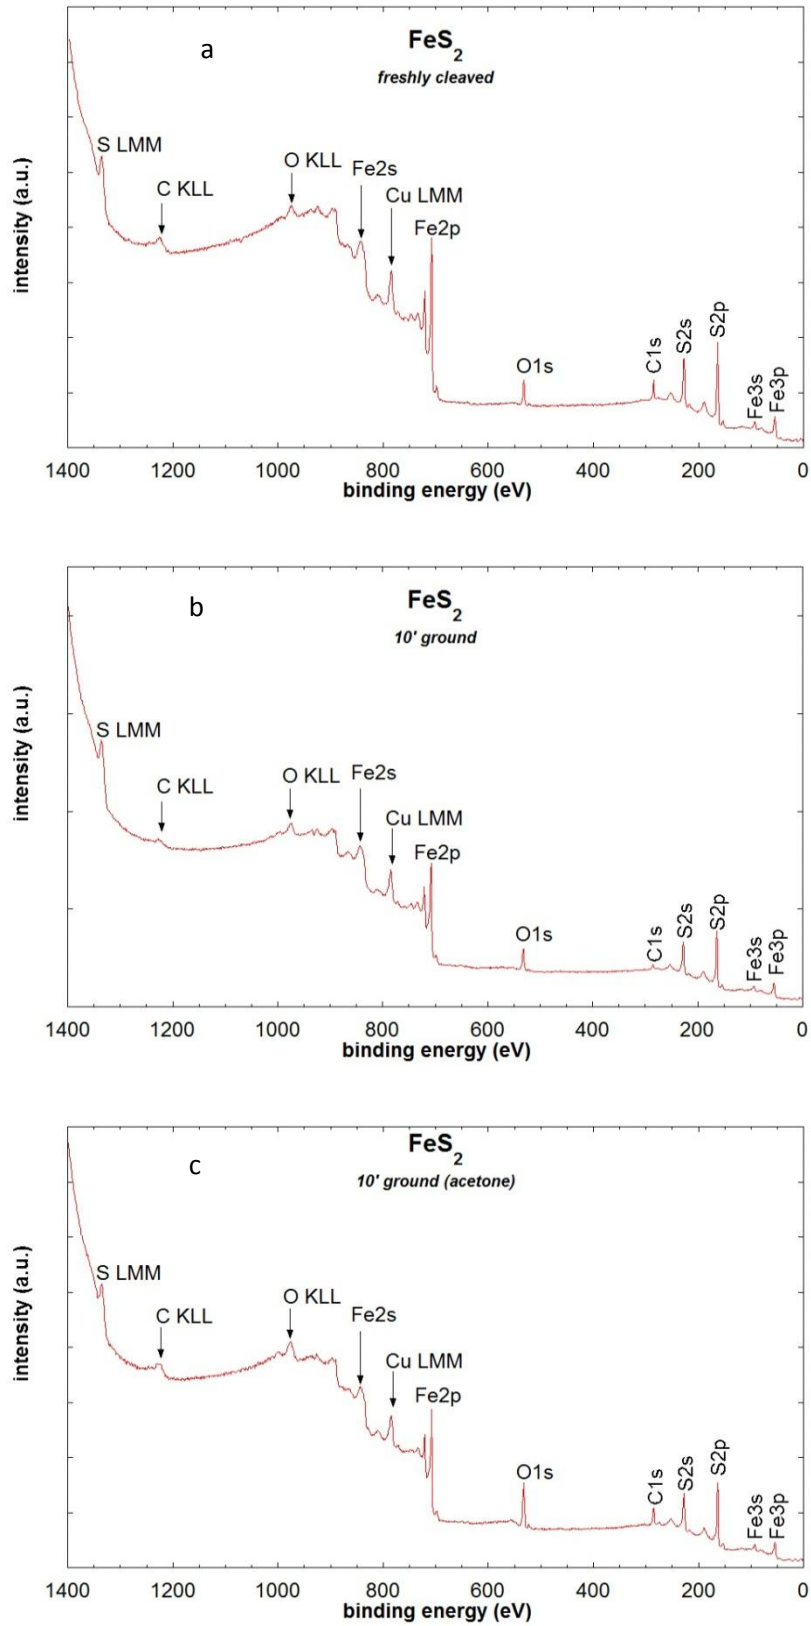 a
FeS2
freshly cleaved
S LMM
C KLL
O KLL
Fe2s
Cu LMM
Fe2p
O1s
C1s
S2s
S2p
Fe3s
Fe3p
intensity (a.u.)
1400 1200 1000 800 600 400 200 0
binding energy (eV)
b
FeS2
10' ground
S LMM
C KLL
O KLL
Fe2s
Cu LMM
Fe2p
O1s
C1s
S2s
S2p
Fe3s
Fe3p
intensity (a.u.)
1400 1200 1000 800 600 400 200 0
binding energy (eV)
c
FeS2
10' ground (acetone)
S LMM
C KLL
O KLL
Fe2s
Cu LMM
Fe2p
O1s
C1s
S2s
S2p
Fe3s
Fe3p
intensity (a.u.)
1400 1200 1000 800 600 400 200 0
binding energy (eV)